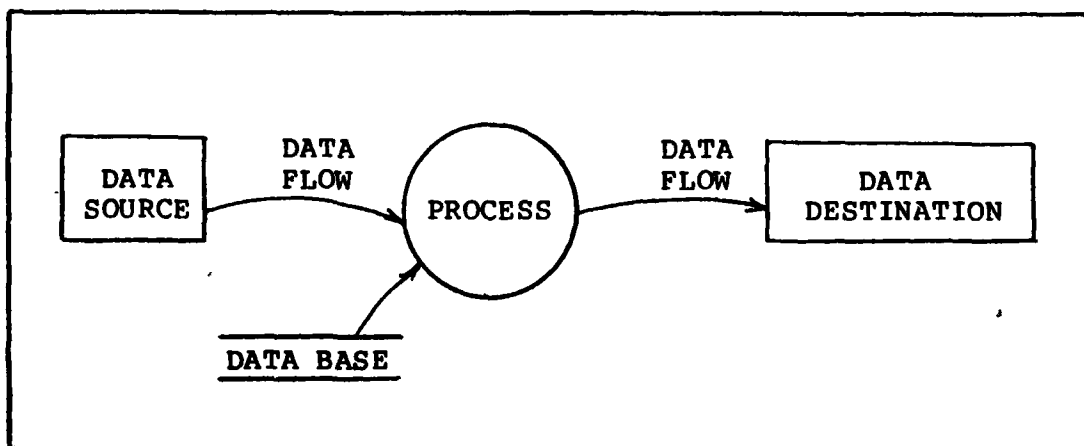 DATA
SOURCE
DATA
FLOW
PROCESS
DATA
FLOW
DATA
DESTINATION
DATA BASE